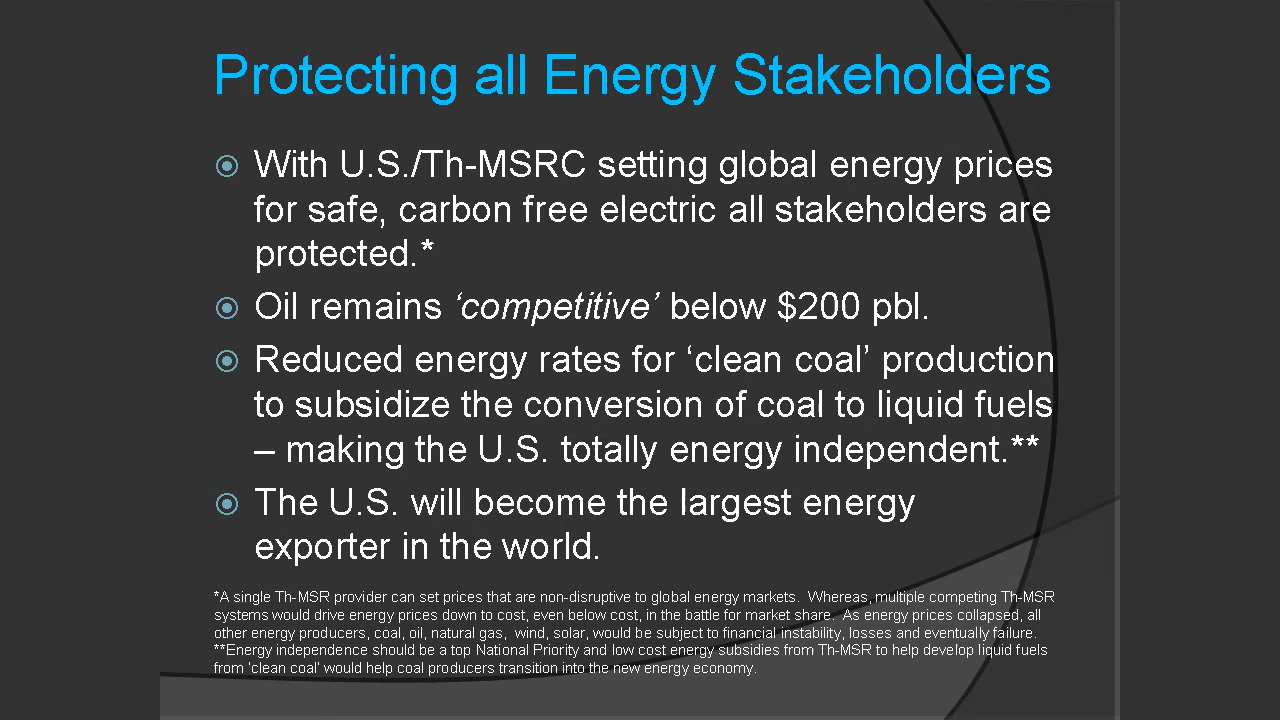 Protecting all Energy Stakeholders
With U.S./Th-MSRC setting global energy prices
for safe, carbon free electric all stakeholders are
protected.*
Oil remains ‘competitive’ below $200 pbl.
Reduced energy rates for ‘clean coal’ production
to subsidize the conversion of coal to liquid fuels
– making the U.S. totally energy independent.**
The U.S. will become the largest energy
exporter in the world.
*A single Th-MSR provider can set prices that are non-disruptive to global energy markets. Whereas, multiple competing Th-MSR
systems would drive energy prices down to cost, even below cost, in the battle for market share. As energy prices collapsed, all
other energy producers, coal, oil, natural gas, wind, solar, would be subject to financial instability, losses and eventually failure.
**Energy independence should be a top National Priority and low cost energy subsidies from Th-MSR to help develop liquid fuels
from ‘clean coal’ would help coal producers transition into the new energy economy.